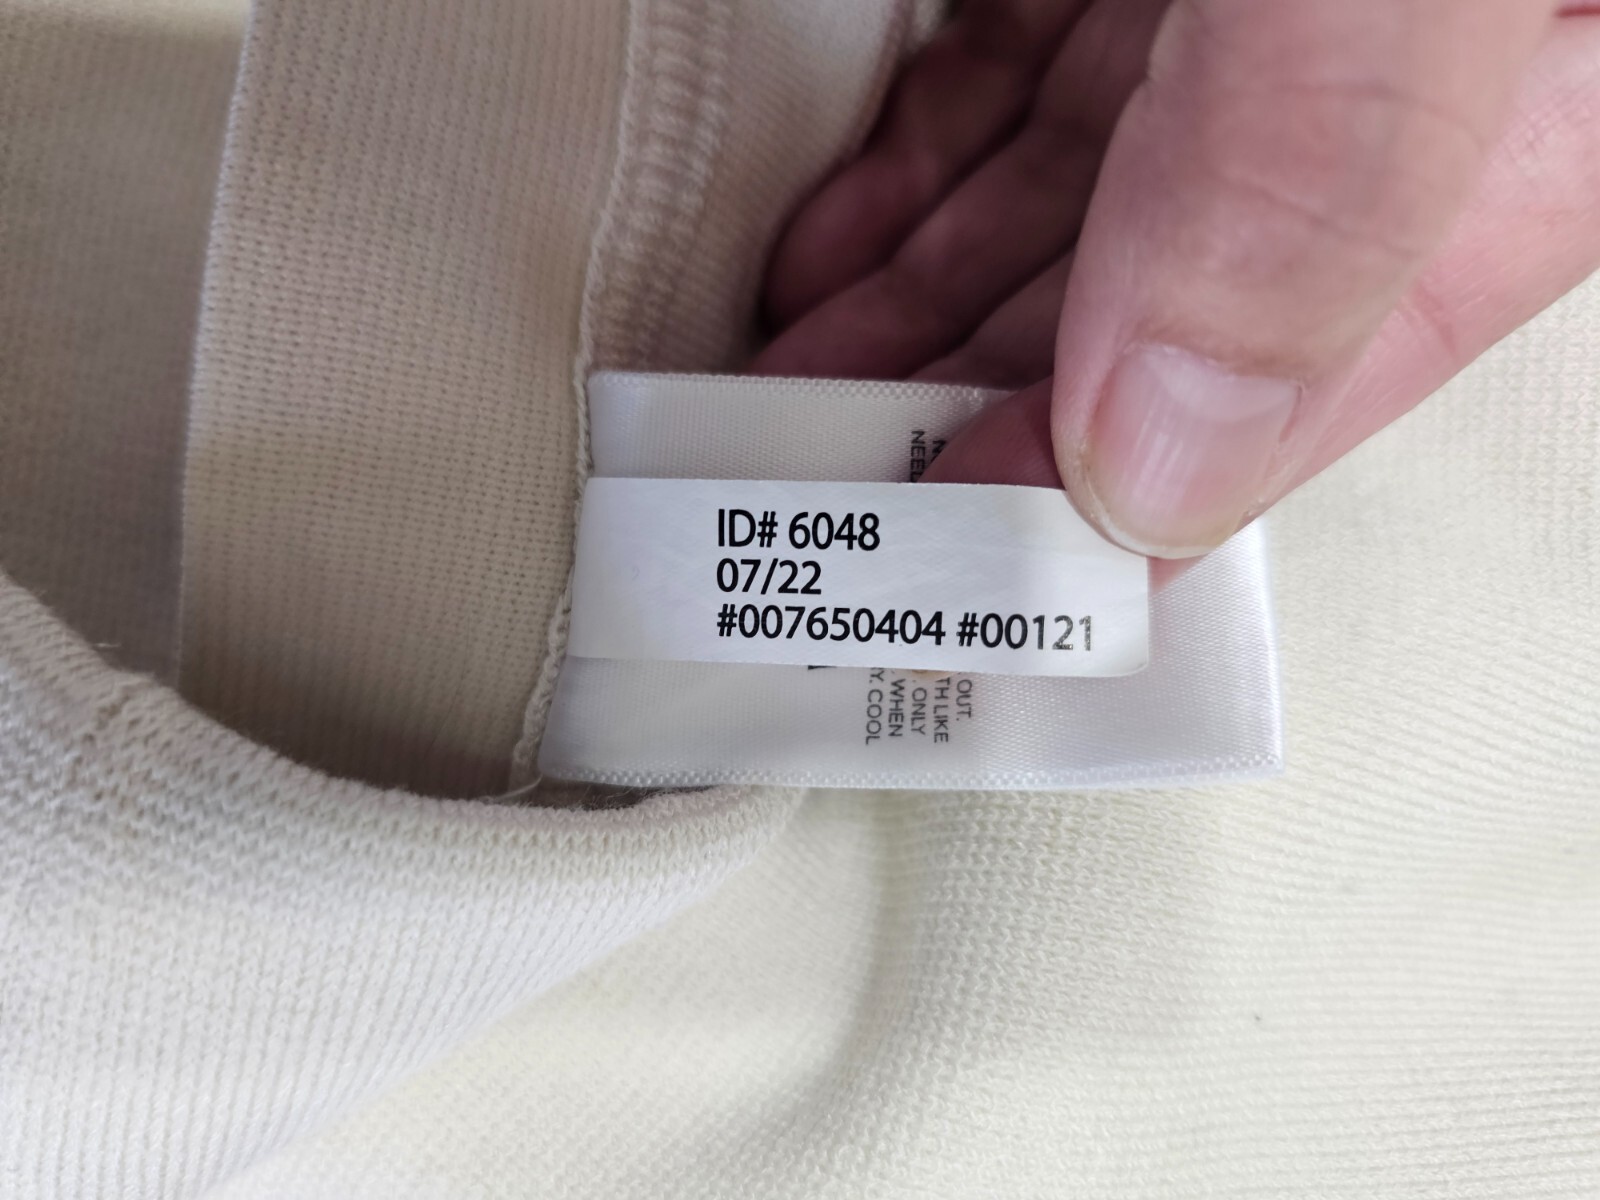 ID# 6048
07/22
#007650404 #00121
OUT.
TH LIKE
ONLY
WHEN
Y. COOL